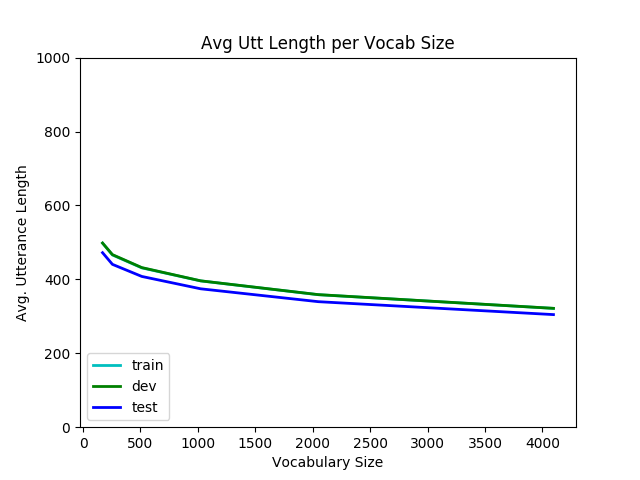 Avg Utt Length per Vocab Size
1000
800
600
400
200
0
Avg. Utterance Length
train
dev
test
0 500 1000 1500 2000 2500 3000 3500 4000
Vocabulary Size